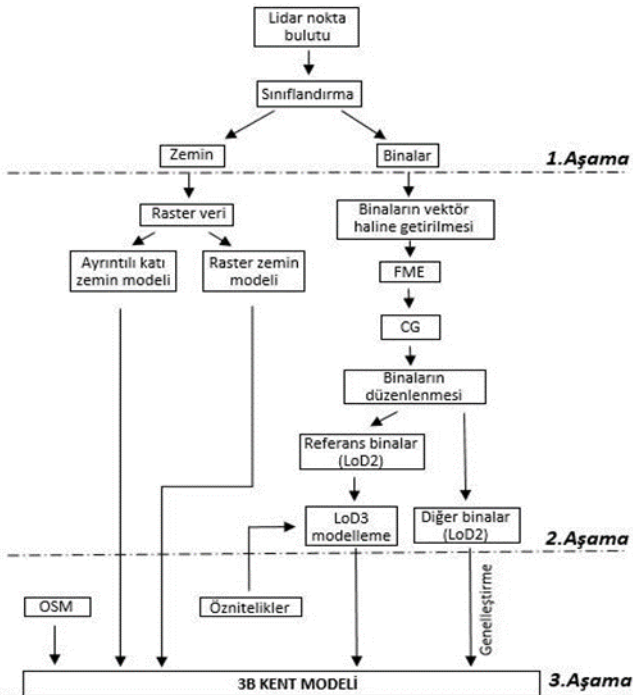 Lidar nokta
bulutu
Sınıflandırma
Zemin
Binalar
1.Aşama
Raster veri
Binaların vektör
haline getirilmesi
Ayrıntılı katı
zemin modeli
Raster zemin
modeli
FME
CG
Binaların
düzenlenmesi
Referans binalar
(LoD2)
LoD3
modelleme
Diğer binalar
(LoD2)
2.Aşama
OSM
Öznitelikler
Genelleştirme
3B KENT MODELİ
3.Aşama